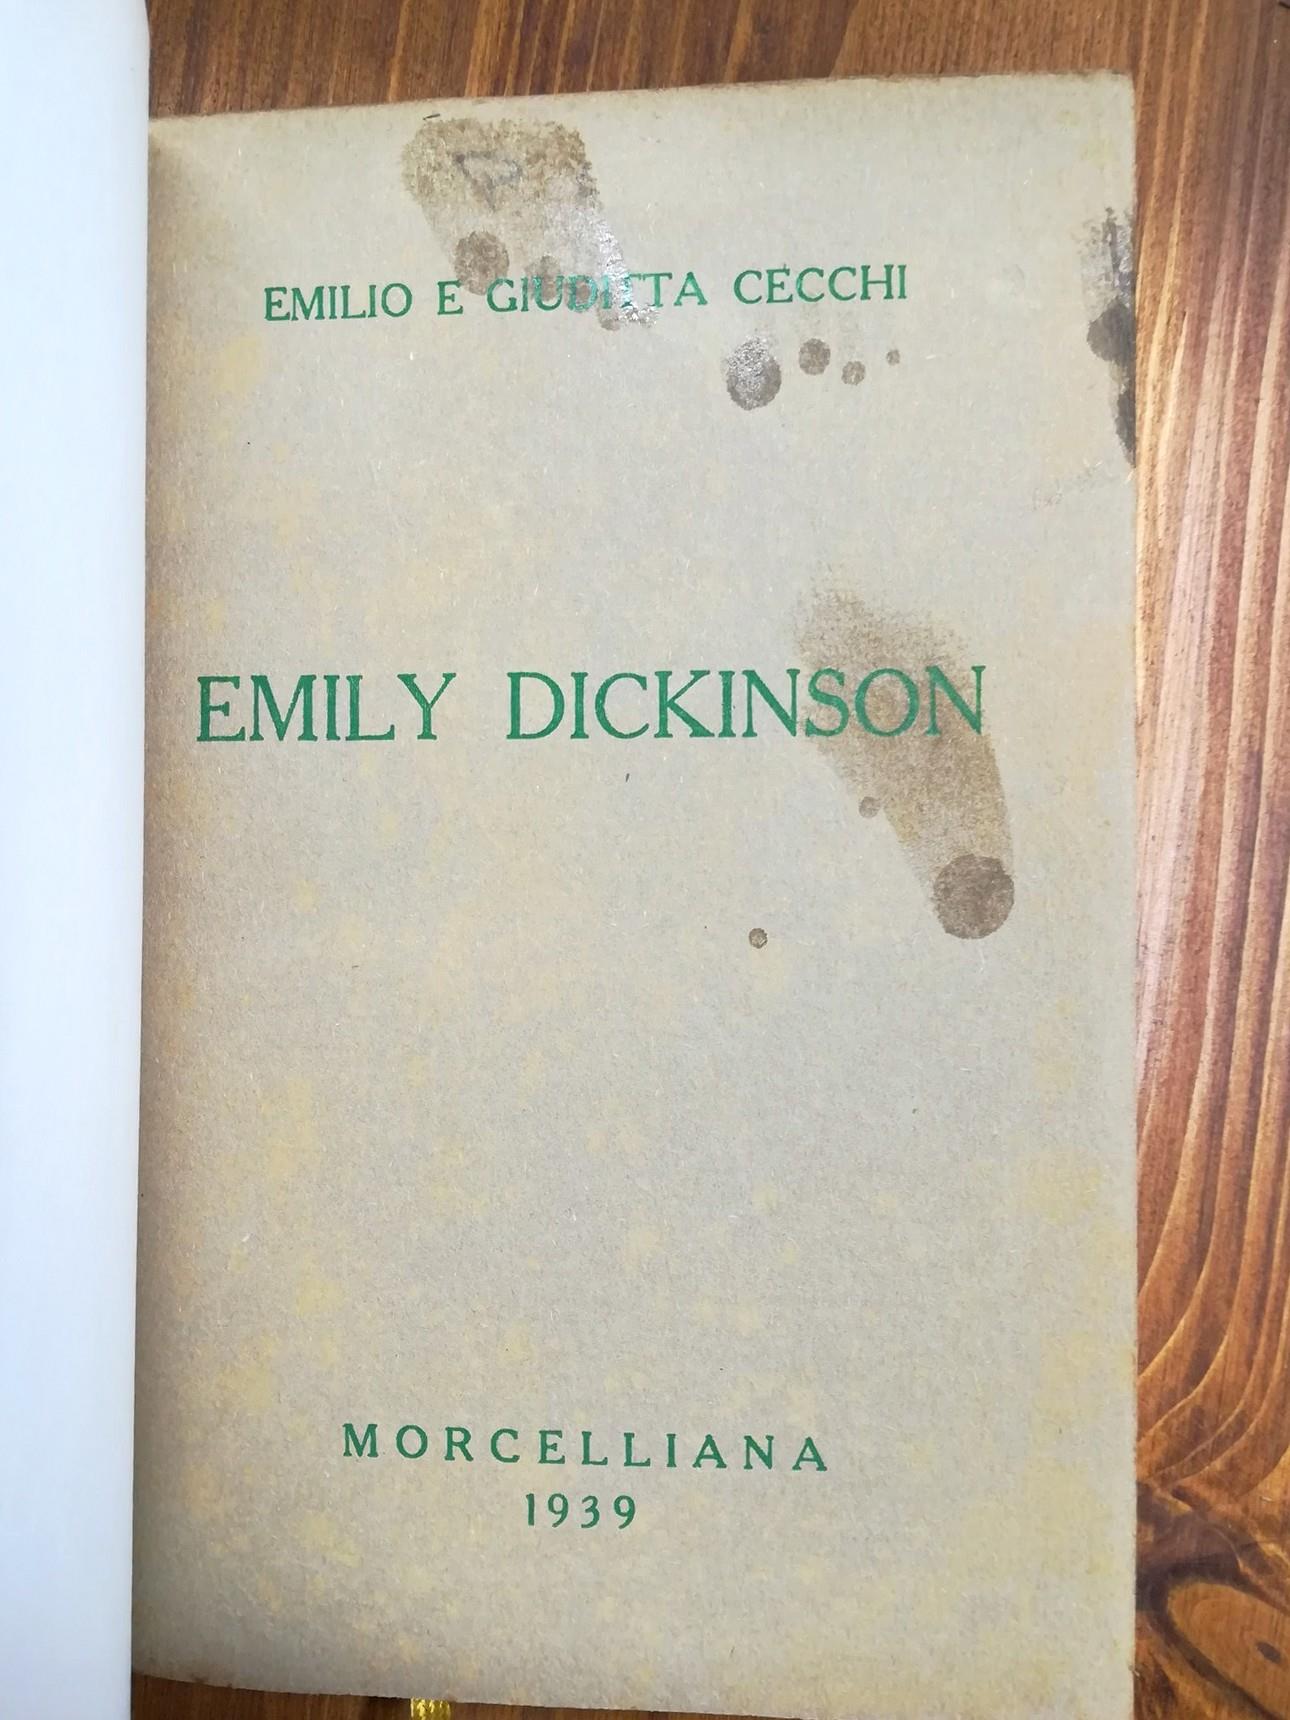 EMILIO E GIUDITTA CECCHI
EMILY DICKINSON
MORCELLIANA
1939